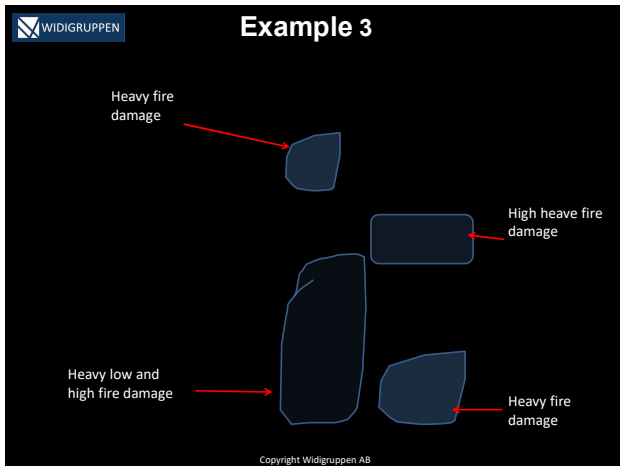 WIDIGRUPPEN
Example 3
Heavy fire
damage
High heave fire
damage
Heavy low and
high fire damage
Heavy fire
damage
Copyright Widigruppen AB